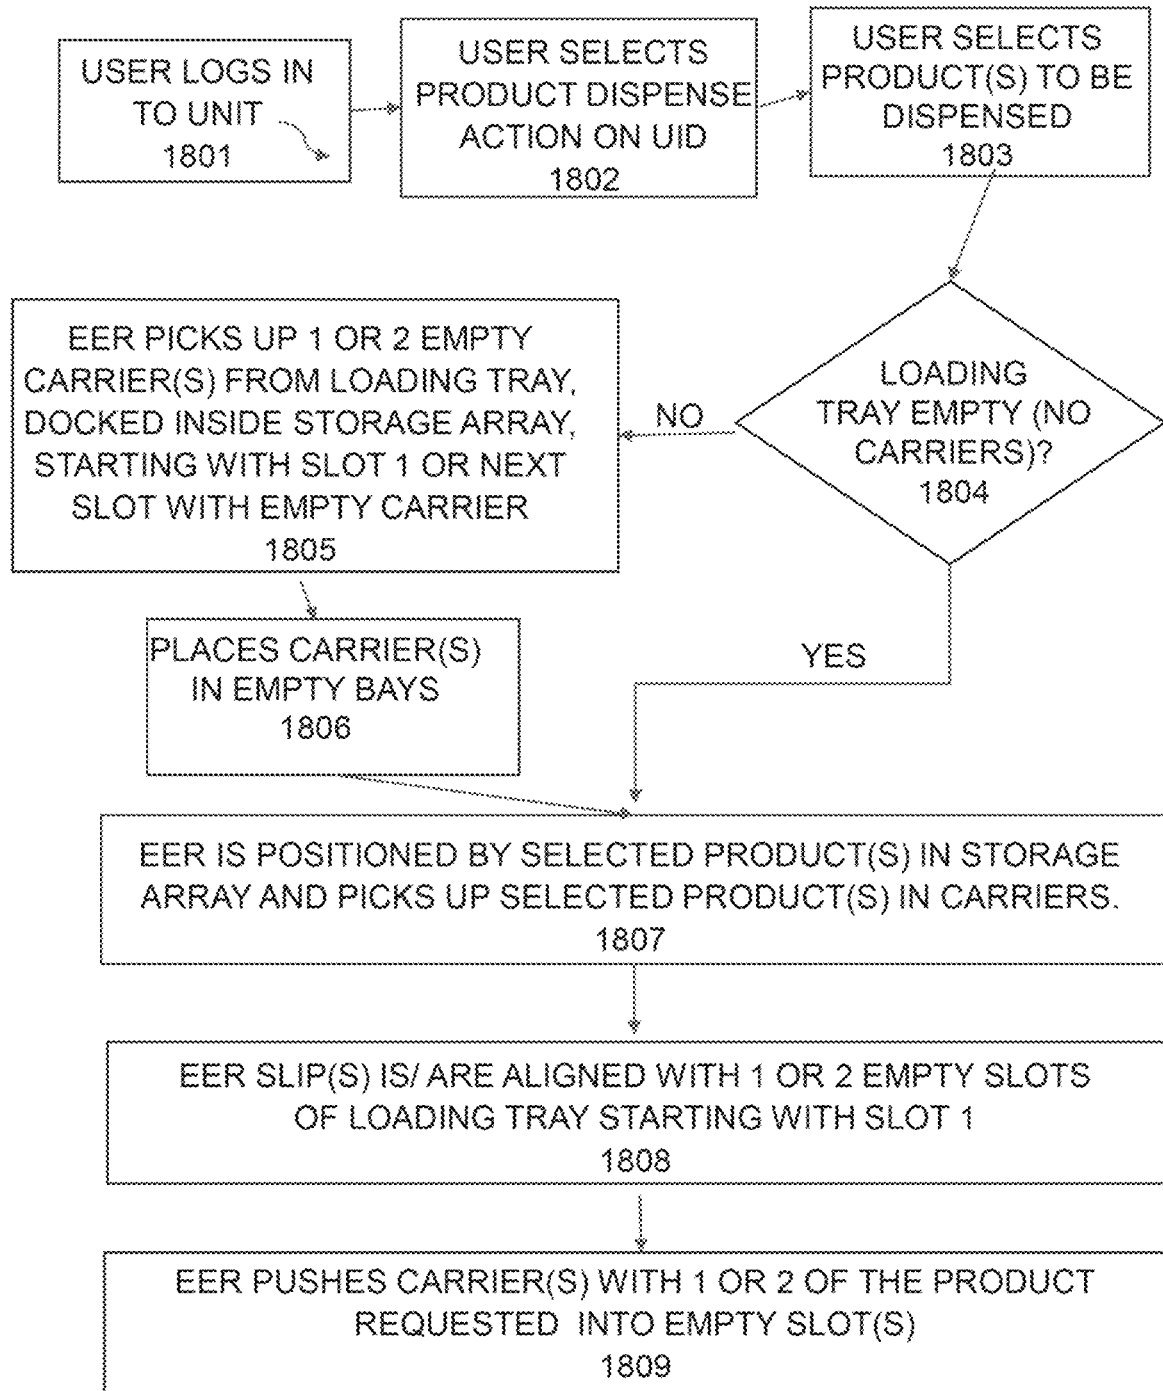 USER LOGS IN
TO UNIT
1801
USER SELECTS
PRODUCT DISPENSE
ACTION ON UID
1802
USER SELECTS
PRODUCT(S) TO BE
DISPENSED
1803
LOADING
TRAY EMPTY (NO
CARRIERS)?
1804
NO
EER PICKS UP 1 OR 2 EMPTY
CARRIER(S) FROM LOADING TRAY,
DOCKED INSIDE STORAGE ARRAY,
STARTING WITH SLOT 1 OR NEXT
SLOT WITH EMPTY CARRIER
1805
PLACES CARRIER(S)
IN EMPTY BAYS
1806
YES
EER IS POSITIONED BY SELECTED PRODUCT(S) IN STORAGE
ARRAY AND PICKS UP SELECTED PRODUCT(S) IN CARRIERS.
1807
EER SLIP(S) IS/ ARE ALIGNED WITH 1 OR 2 EMPTY SLOTS
OF LOADING TRAY STARTING WITH SLOT 1
1808
EER PUSHES CARRIER(S) WITH 1 OR 2 OF THE PRODUCT
REQUESTED INTO EMPTY SLOT(S)
1809